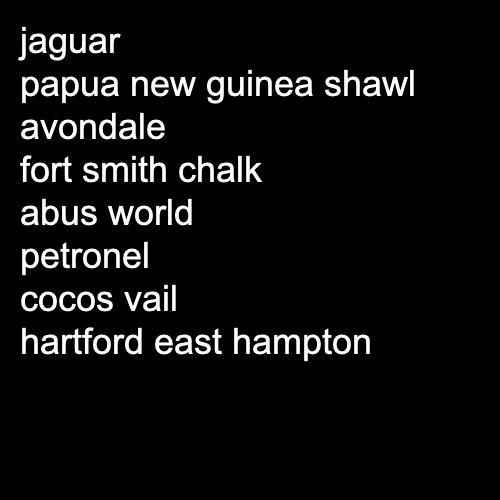 jaguar
papua new guinea shawl
avondale
fort smith chalk
abus world
petronel
cocos vail
hartford east hampton